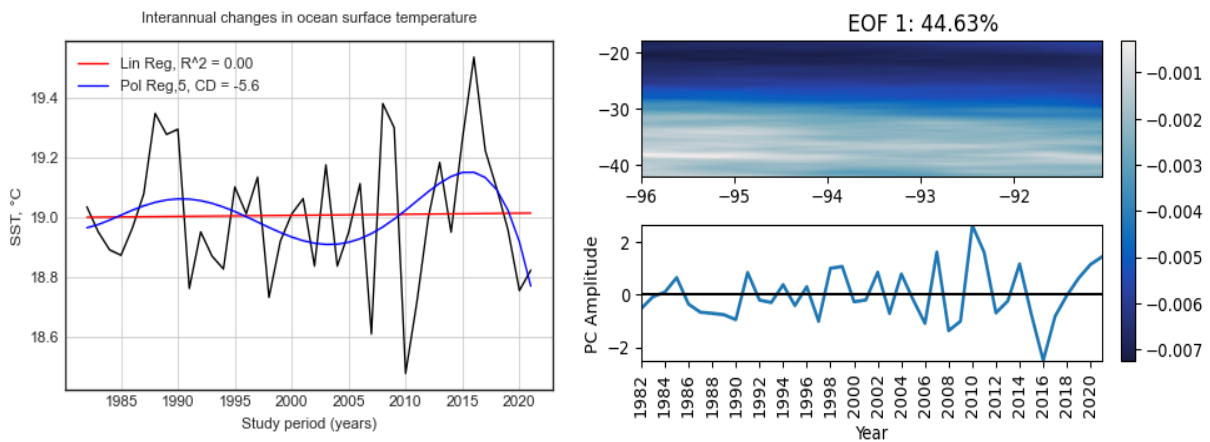 Interannual changes in ocean surface temperature
Lin Reg, R^2 = 0.00
Pol Reg,5, CD = -5.6
19.4
19.2
19.0
18.8
18.6
SST, °C
1985 1990 1995 2000 2005 2010 2015 2020
Study period (years)
EOF 1: 44.63%
−20
−30
−40
−96 −95 −94 −93 −92
2
0
−2
PC Amplitude
1982 1984 1986 1988 1990 1992 1994 1996 1998 2000 2002 2004 2006 2008 2010 2012 2014 2016 2018 2020
Year
−0.001
−0.002
−0.003
−0.004
−0.005
−0.006
−0.007